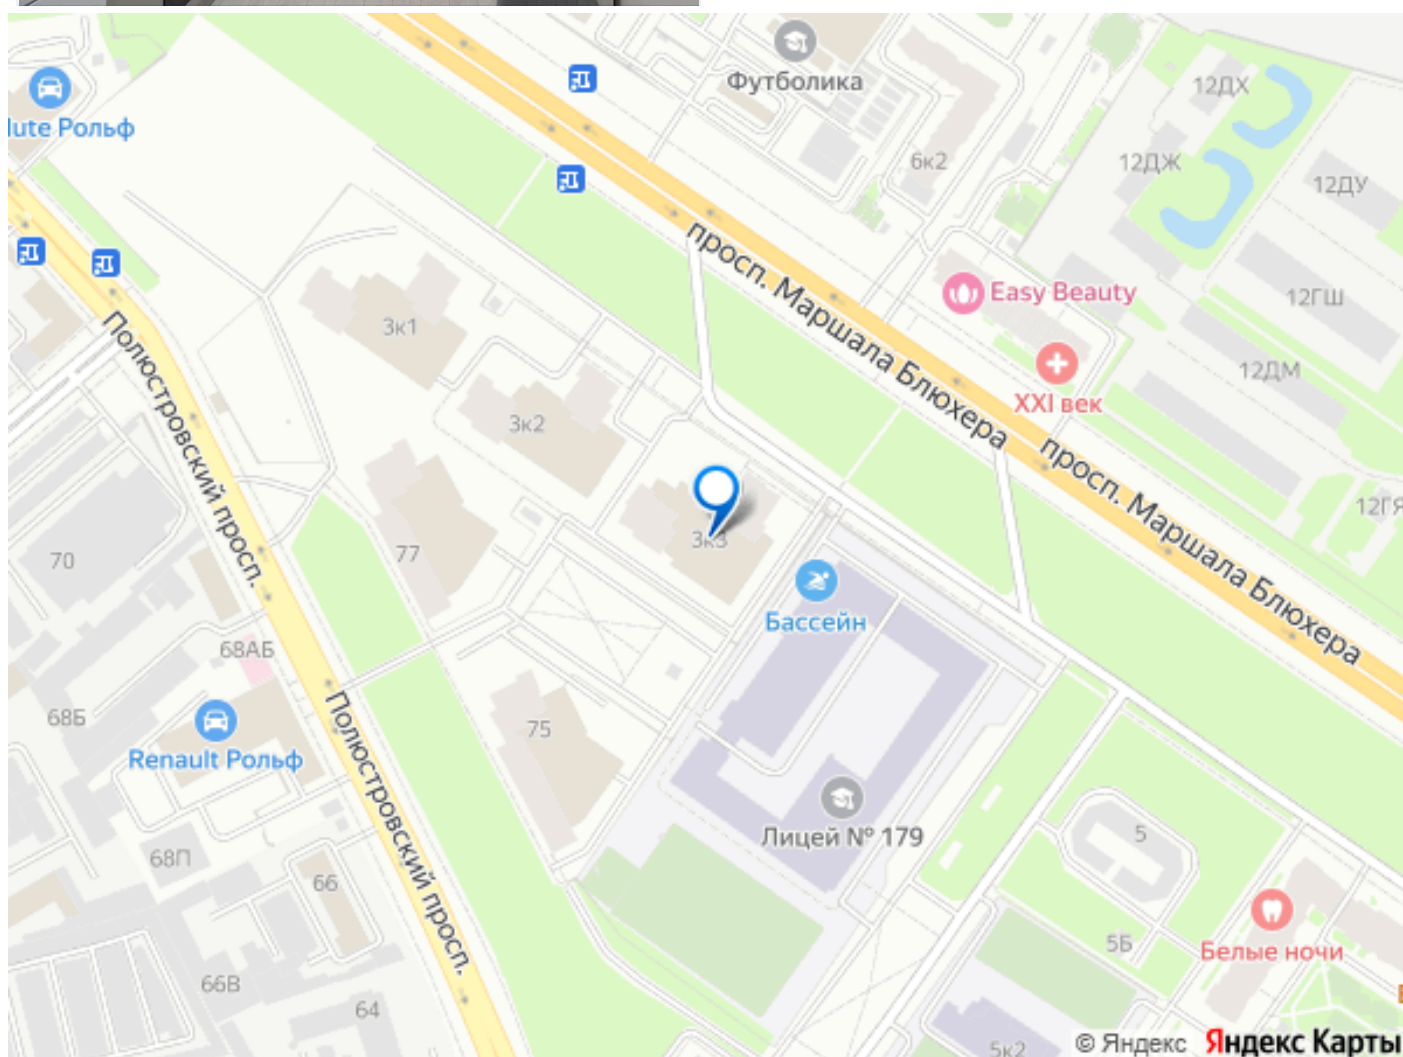 Футболика
12ДХ
lute Рольф
6к2
12ДЖ
12ДУ
просп. Маршала Блюхера
Easy Beauty
12ГШ
3к1
Полюстровский просп.
12ДМ
XXI век
3к2
просп. Маршала Блюхера
12ГЯ
3к3
77
70
Бассейн
68АБ
68Б
75
Полюстровский просп.
Renault Рольф
Лицей № 179
5
68П
66
5Б
Белые ночи
66В
64
5к2
© Яндекс Яндекс Карты